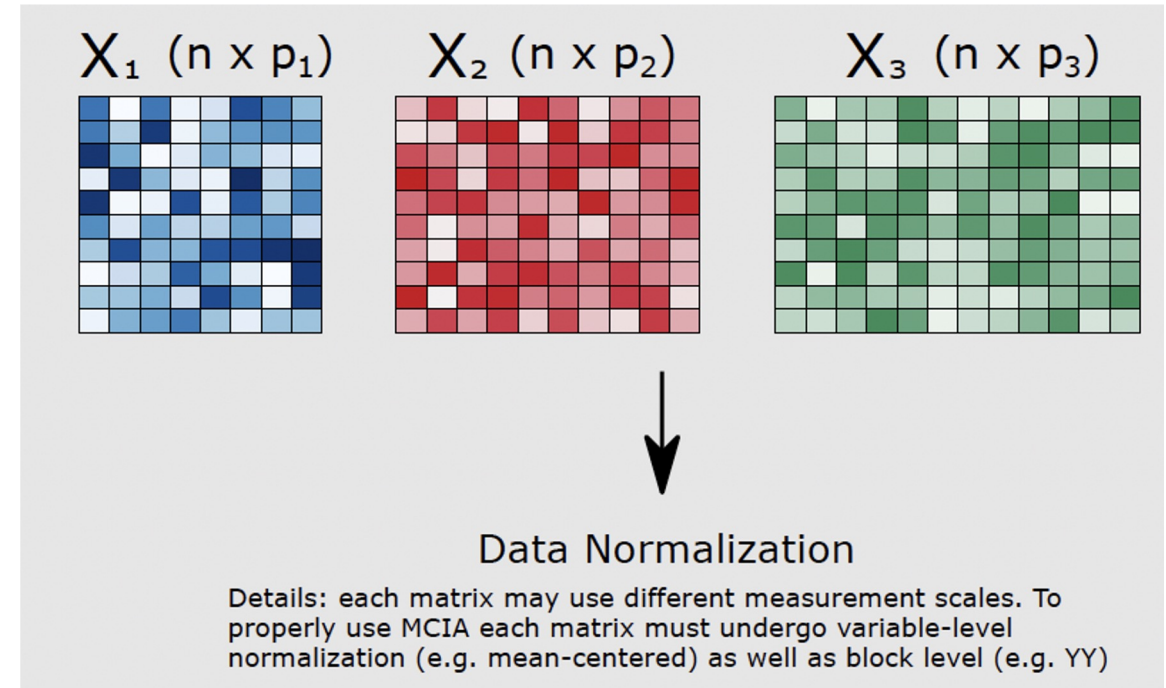 X₁ (n x p₁) X₂ (n x p₂) X₃ (n x p₃)
Data Normalization
Details: each matrix may use different measurement scales. To
properly use MCIA each matrix must undergo variable-level
normalization (e.g. mean-centered) as well as block level (e.g. YY)